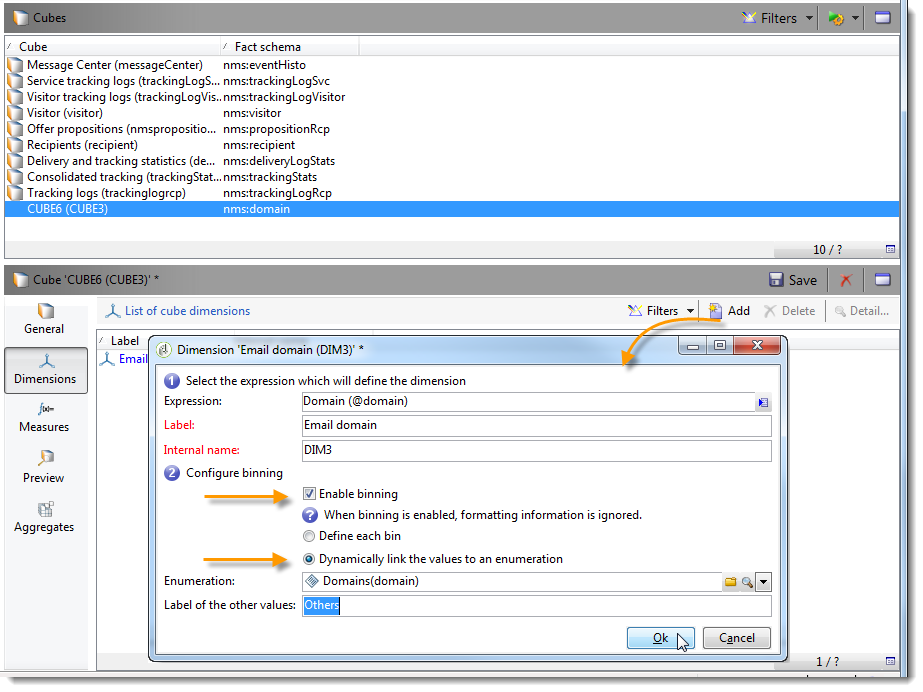 Cubes Filters
Cube Fact schema
Message Center (messageCenter) nms:eventHisto
Service tracking logs (trackingLogS... nms:trackingLogSvc
Visitor tracking logs (trackingLogVis... nms:trackingLogVisitor
Visitor (visitor) nms:visitor
Offer propositions (nmspropositio... nms:propositionRcp
Recipients (recipient) nms:recipient
Delivery and tracking statistics (de... nms:deliveryLogStats
Consolidated tracking (trackingStat... nms:trackingStats
Tracking logs (trackinglogrcp) nms:trackingLogRcp
CUBE6 (CUBE3) nms:domain
10 / ?
Cube 'CUBE6 (CUBE3)' * Save
General
Dimensions
Measures
Preview
Aggregates
List of cube dimensions Filters Add Delete Detail...
Label
Email
Dimension 'Email domain (DIM3)' *
1 Select the expression which will define the dimension
Expression: Domain (@domain)
Label: Email domain
Internal name: DIM3
2 Configure binning
Enable binning
? When binning is enabled, formatting information is ignored.
Define each bin
Dynamically link the values to an enumeration
Enumeration: Domains(domain)
Label of the other values: Others
Ok Cancel
1 / ?